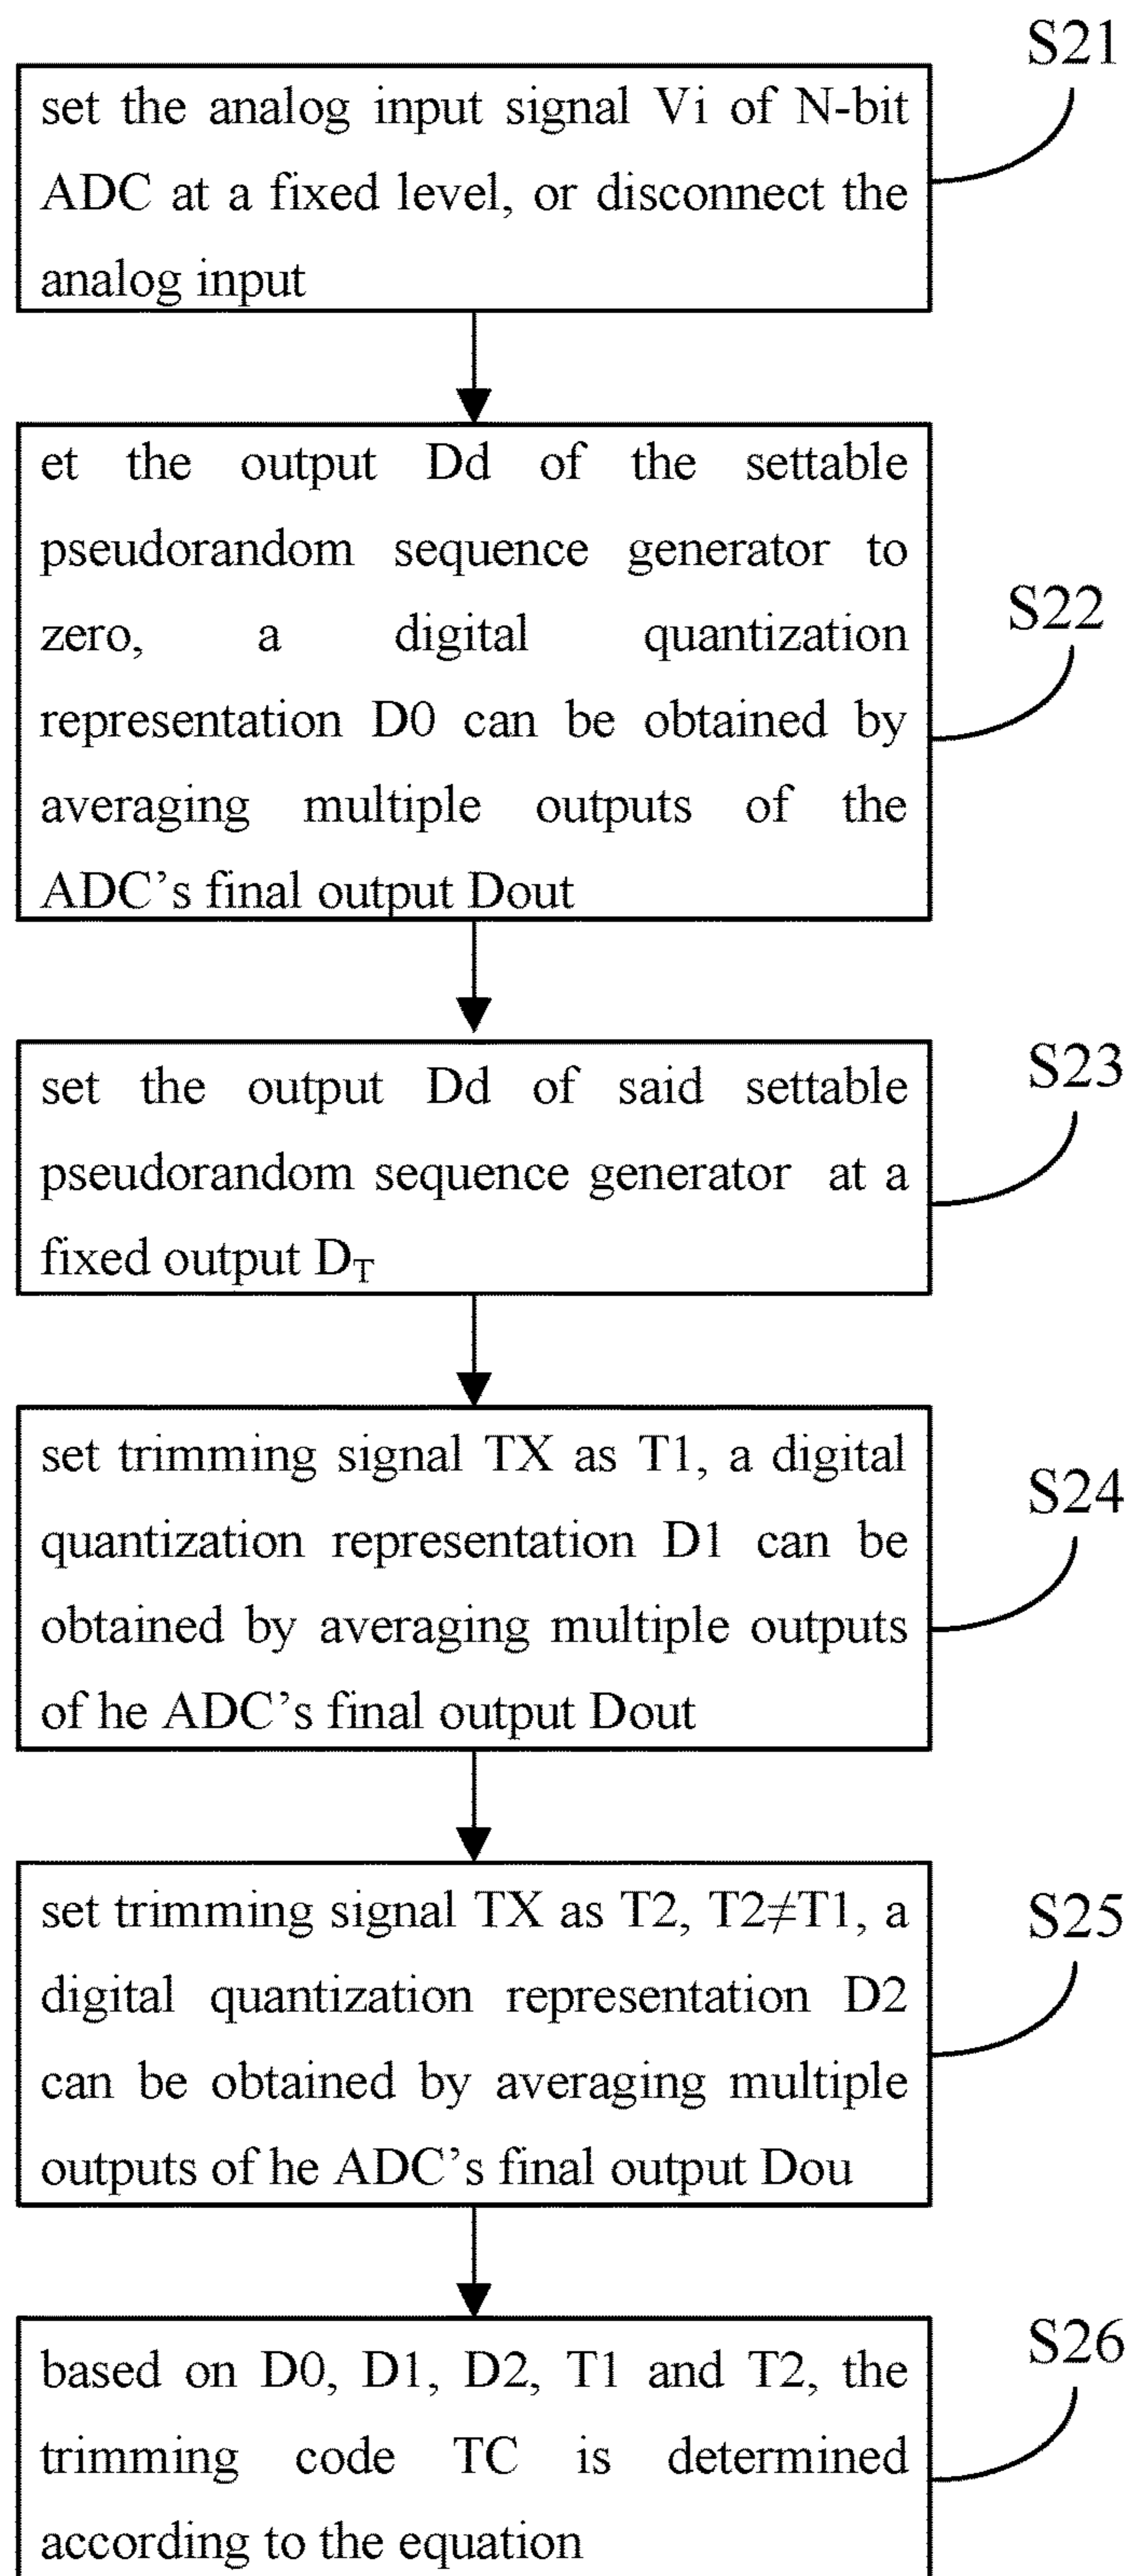 S21
set the analog input signal Vi of N-bit
ADC at a fixed level, or disconnect the
analog input
et the output Dd of the settable
pseudorandom sequence generator to
zero, a digital quantization
representation D0 can be obtained by
averaging multiple outputs of the
ADC’s final output Dout
S22
set the output Dd of said settable
pseudorandom sequence generator at a
fixed output D_T
S23
set trimming signal TX as T1, a digital
quantization representation D1 can be
obtained by averaging multiple outputs
of he ADC’s final output Dout
S24
set trimming signal TX as T2, T2≠T1, a
digital quantization representation D2
can be obtained by averaging multiple
outputs of he ADC’s final output Dou
S25
based on D0, D1, D2, T1 and T2, the
trimming code TC is determined
according to the equation
S26